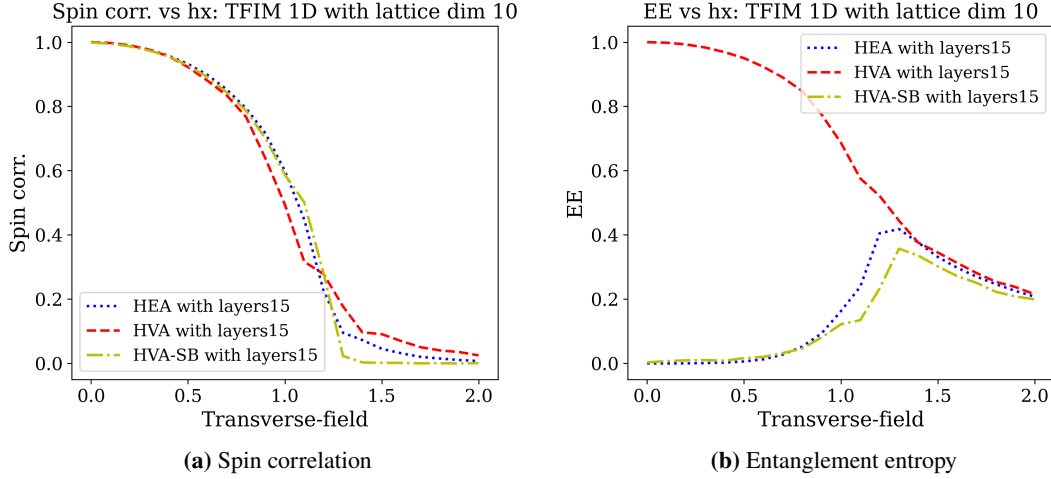 Spin corr. vs hx: TFIM 1D with lattice dim 10
1.0
0.8
0.6
0.4
0.2
0.0
Spin corr.
HEA with layers15
HVA with layers15
HVA-SB with layers15
0.0 0.5 1.0 1.5 2.0
Transverse-field
(a) Spin correlation
EE vs hx: TFIM 1D with lattice dim 10
1.0
0.8
0.6
0.4
0.2
0.0
EE
HEA with layers15
HVA with layers15
HVA-SB with layers15
0.0 0.5 1.0 1.5 2.0
Transverse-field
(b) Entanglement entropy